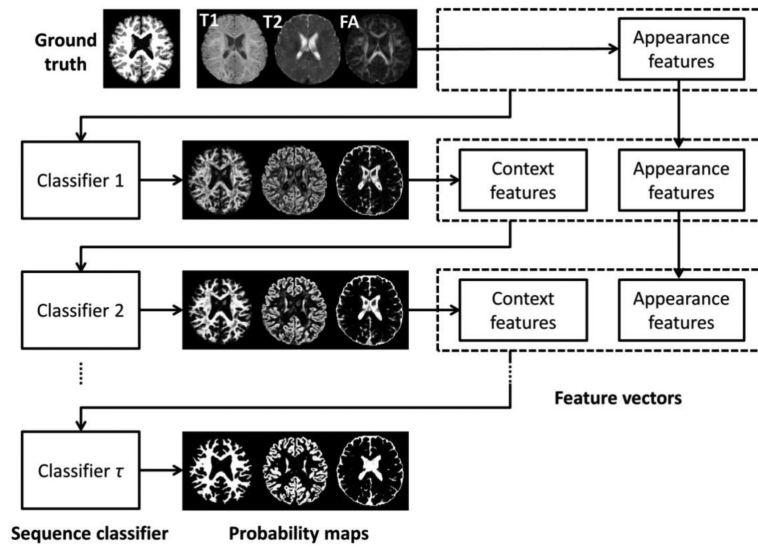 Ground
truth
T1
T2
FA
Appearance
features
Classifier 1
Context
features
Appearance
features
Classifier 2
Context
features
Appearance
features
Feature vectors
Classifier τ
Sequence classifier
Probability maps